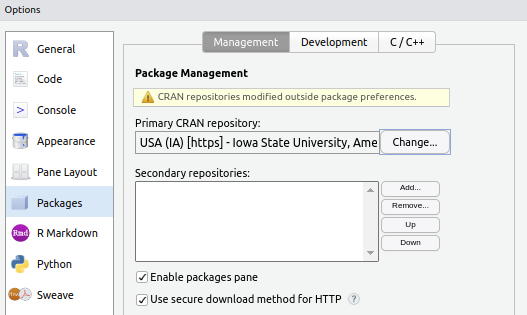 Options
General
Code
Console
Appearance
Pane Layout
Packages
R Markdown
Python
Sweave
Management Development C / C++
Package Management
CRAN repositories modified outside package preferences.
Primary CRAN repository:
USA (IA) [https] - Iowa State University, Ame Change...
Secondary repositories:
Add...
Remove...
Up
Down
Enable packages pane
Use secure download method for HTTP ?